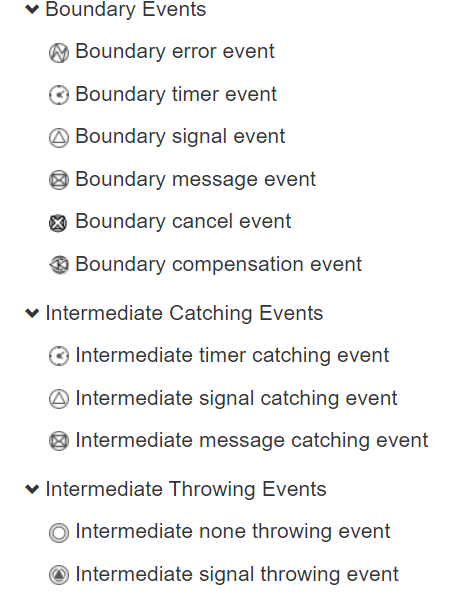 Boundary Events
Boundary error event
Boundary timer event
Boundary signal event
Boundary message event
Boundary cancel event
Boundary compensation event
Intermediate Catching Events
Intermediate timer catching event
Intermediate signal catching event
Intermediate message catching event
Intermediate Throwing Events
Intermediate none throwing event
Intermediate signal throwing event